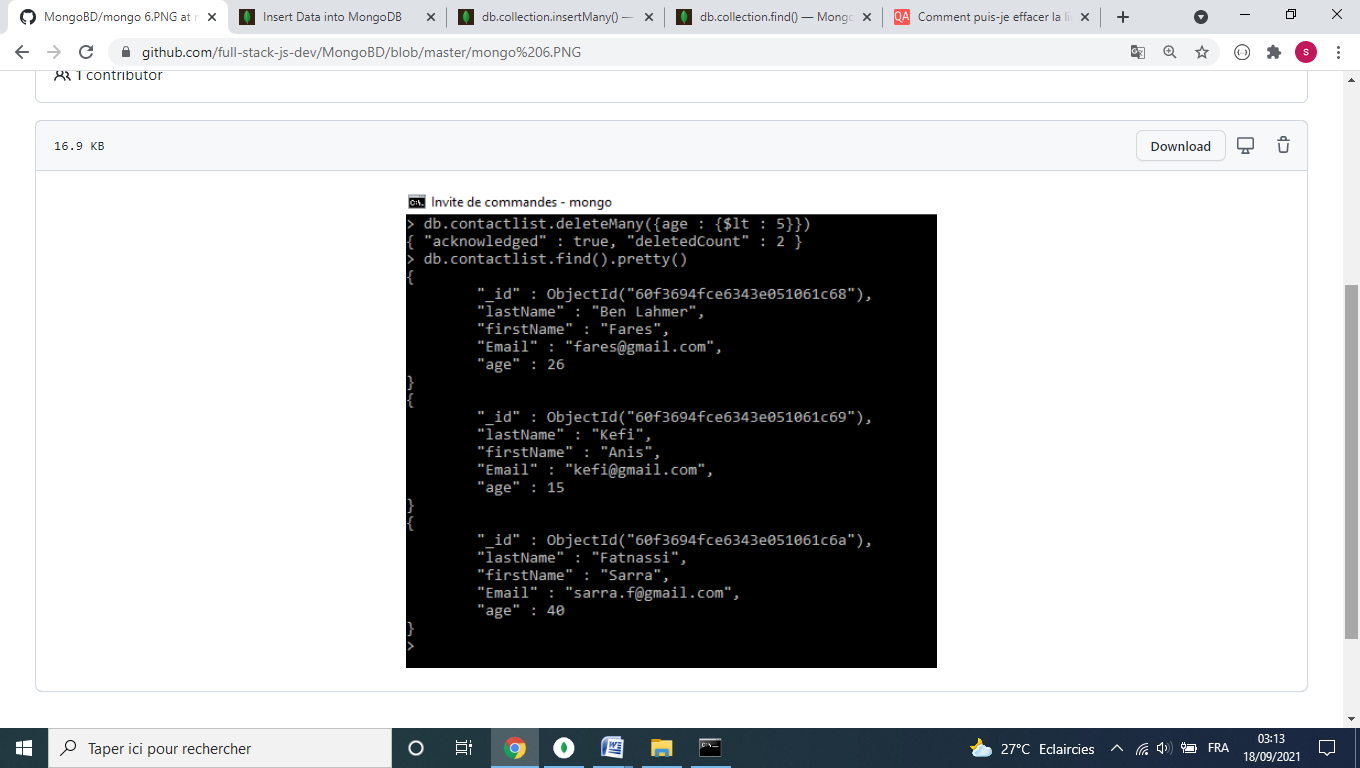 MongoBD/mongo 6.PNG at
Insert Data into MongoDB
db.collection.insertMany() —
db.collection.find() — Mongo
QA Comment puis-je effacer la li
github.com/full-stack-js-dev/MongoBD/blob/master/mongo%206.PNG
s
1 contributor
16.9 KB
Download
Invite de commandes - mongo
> db.contactlist.deleteMany({age : {$lt : 5}})
{ "acknowledged" : true, "deletedCount" : 2 }
> db.contactlist.find().pretty()
{
"_id" : ObjectId("60f3694fce6343e051061c68"),
"lastName" : "Ben Lahmer",
"firstName" : "Fares",
"Email" : "fares@gmail.com",
"age" : 26
}
{
"_id" : ObjectId("60f3694fce6343e051061c69"),
"lastName" : "Kefi",
"firstName" : "Anis",
"Email" : "kefi@gmail.com",
"age" : 15
}
{
"_id" : ObjectId("60f3694fce6343e051061c6a"),
"lastName" : "Fatnassi",
"firstName" : "Sarra",
"Email" : "sarra.f@gmail.com",
"age" : 40
}
>
Taper ici pour rechercher
27°C Eclaircies
FRA
03:13
18/09/2021